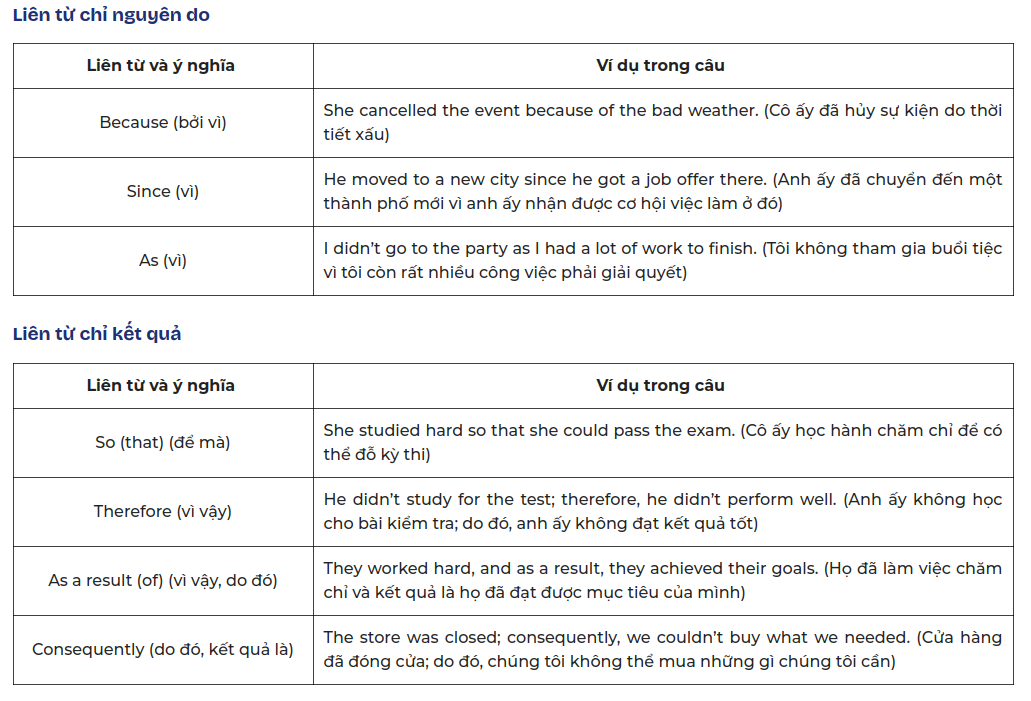 Liên từ chỉ nguyên do
Liên từ và ý nghĩa
Ví dụ trong câu
Because (bởi vì)
She cancelled the event because of the bad weather. (Cô ấy đã hủy sự kiện do thời
tiết xấu)
Since (vì)
He moved to a new city since he got a job offer there. (Anh ấy đã chuyển đến một
thành phố mới vì anh ấy nhận được cơ hội việc làm ở đó)
As (vì)
I didn’t go to the party as I had a lot of work to finish. (Tôi không tham gia buổi tiệc
vì tôi còn rất nhiều công việc phải giải quyết)
Liên từ chỉ kết quả
Liên từ và ý nghĩa
Ví dụ trong câu
So (that) (để mà)
She studied hard so that she could pass the exam. (Cô ấy học hành chăm chỉ để có
thể đỗ kỳ thi)
Therefore (vì vậy)
He didn’t study for the test; therefore, he didn’t perform well. (Anh ấy không học
cho bài kiểm tra; do đó, anh ấy không đạt kết quả tốt)
As a result (of) (vì vậy, do đó)
They worked hard, and as a result, they achieved their goals. (Họ đã làm việc chăm
chỉ và kết quả là họ đã đạt được mục tiêu của mình)
Consequently (do đó, kết quả là)
The store was closed; consequently, we couldn’t buy what we needed. (Cửa hàng
đã đóng cửa; do đó, chúng tôi không thể mua những gì chúng tôi cần)